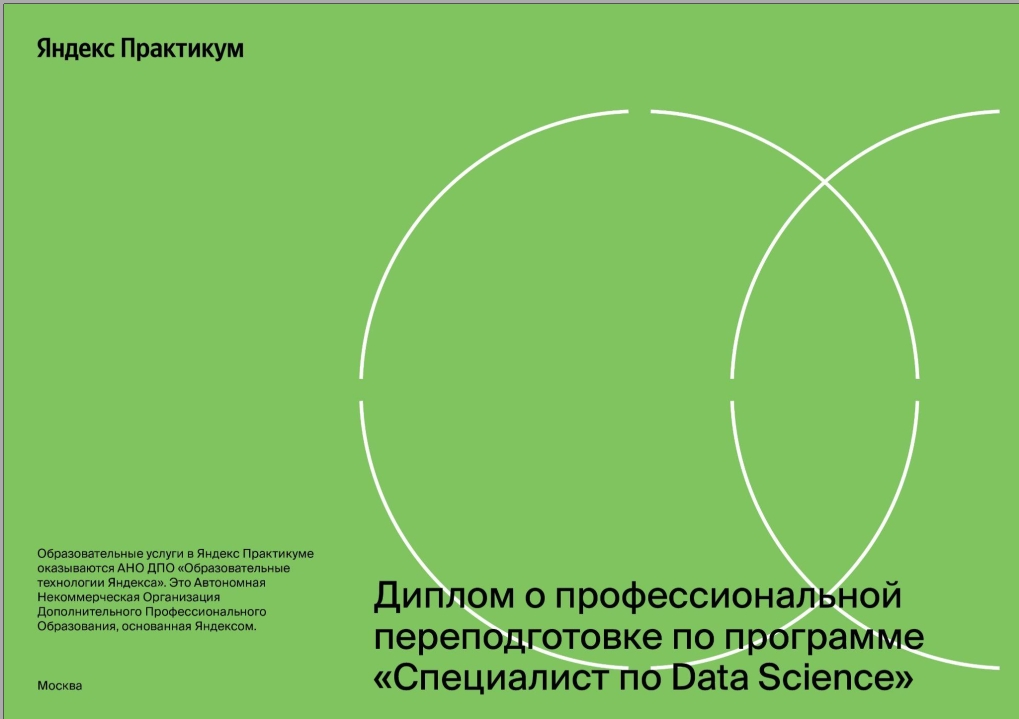 Яндекс Практикум
Образовательные услуги в Яндекс Практикуме
оказываются АНО ДПО «Образовательные
технологии Яндекса». Это Автономная
Некоммерческая Организация
Дополнительного Профессионального
Образования, основанная Яндексом.
Москва
Диплом о профессиональной
переподготовке по программе
«Специалист по Data Science»